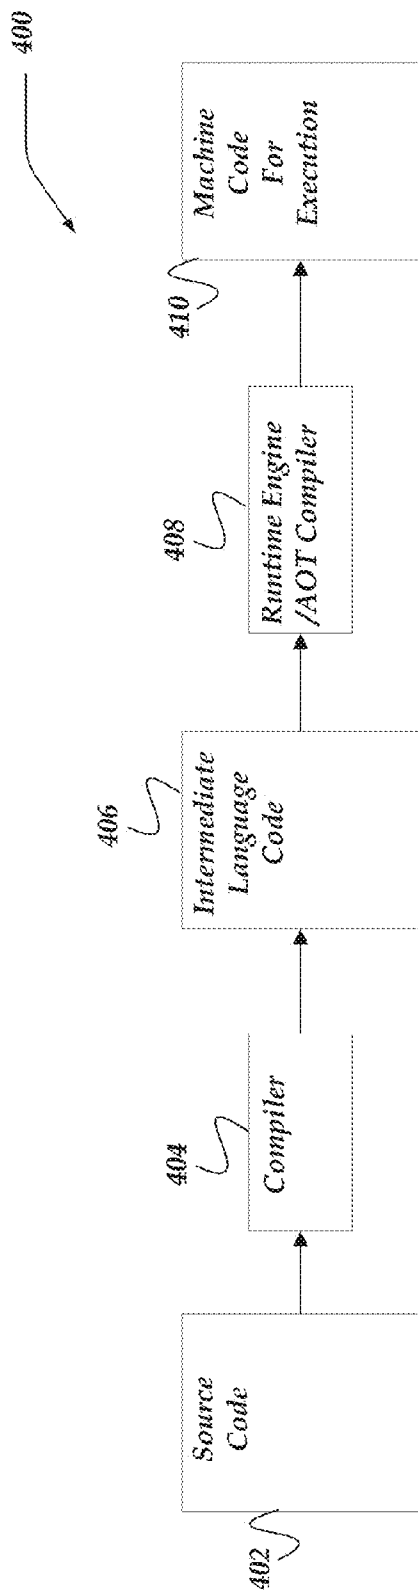 400
402
Source
Code
404
Compiler
406
Intermediate
Language
Code
408
Runtime Engine
/AOT Compiler
410
Machine
Code
For
Execution